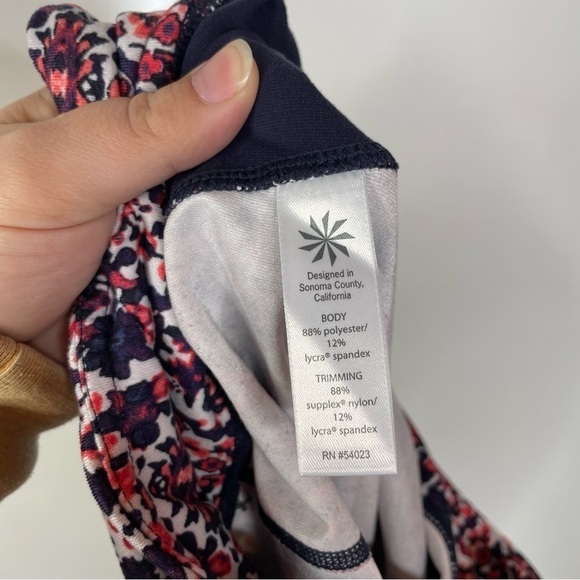 Designed in
Sonoma County,
California
BODY
88% polyester/
12%
lycra® spandex
TRIMMING
88%
supplex® nylon/
12%
lycra® spandex
RN #54023